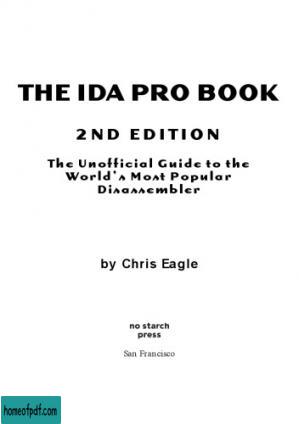 THE IDA PRO BOOK
2ND EDITION
The Unofficial Guide to the
World's Most Popular
Disassembler
by Chris Eagle
no starch
press
San Francisco
homeofpdf.com